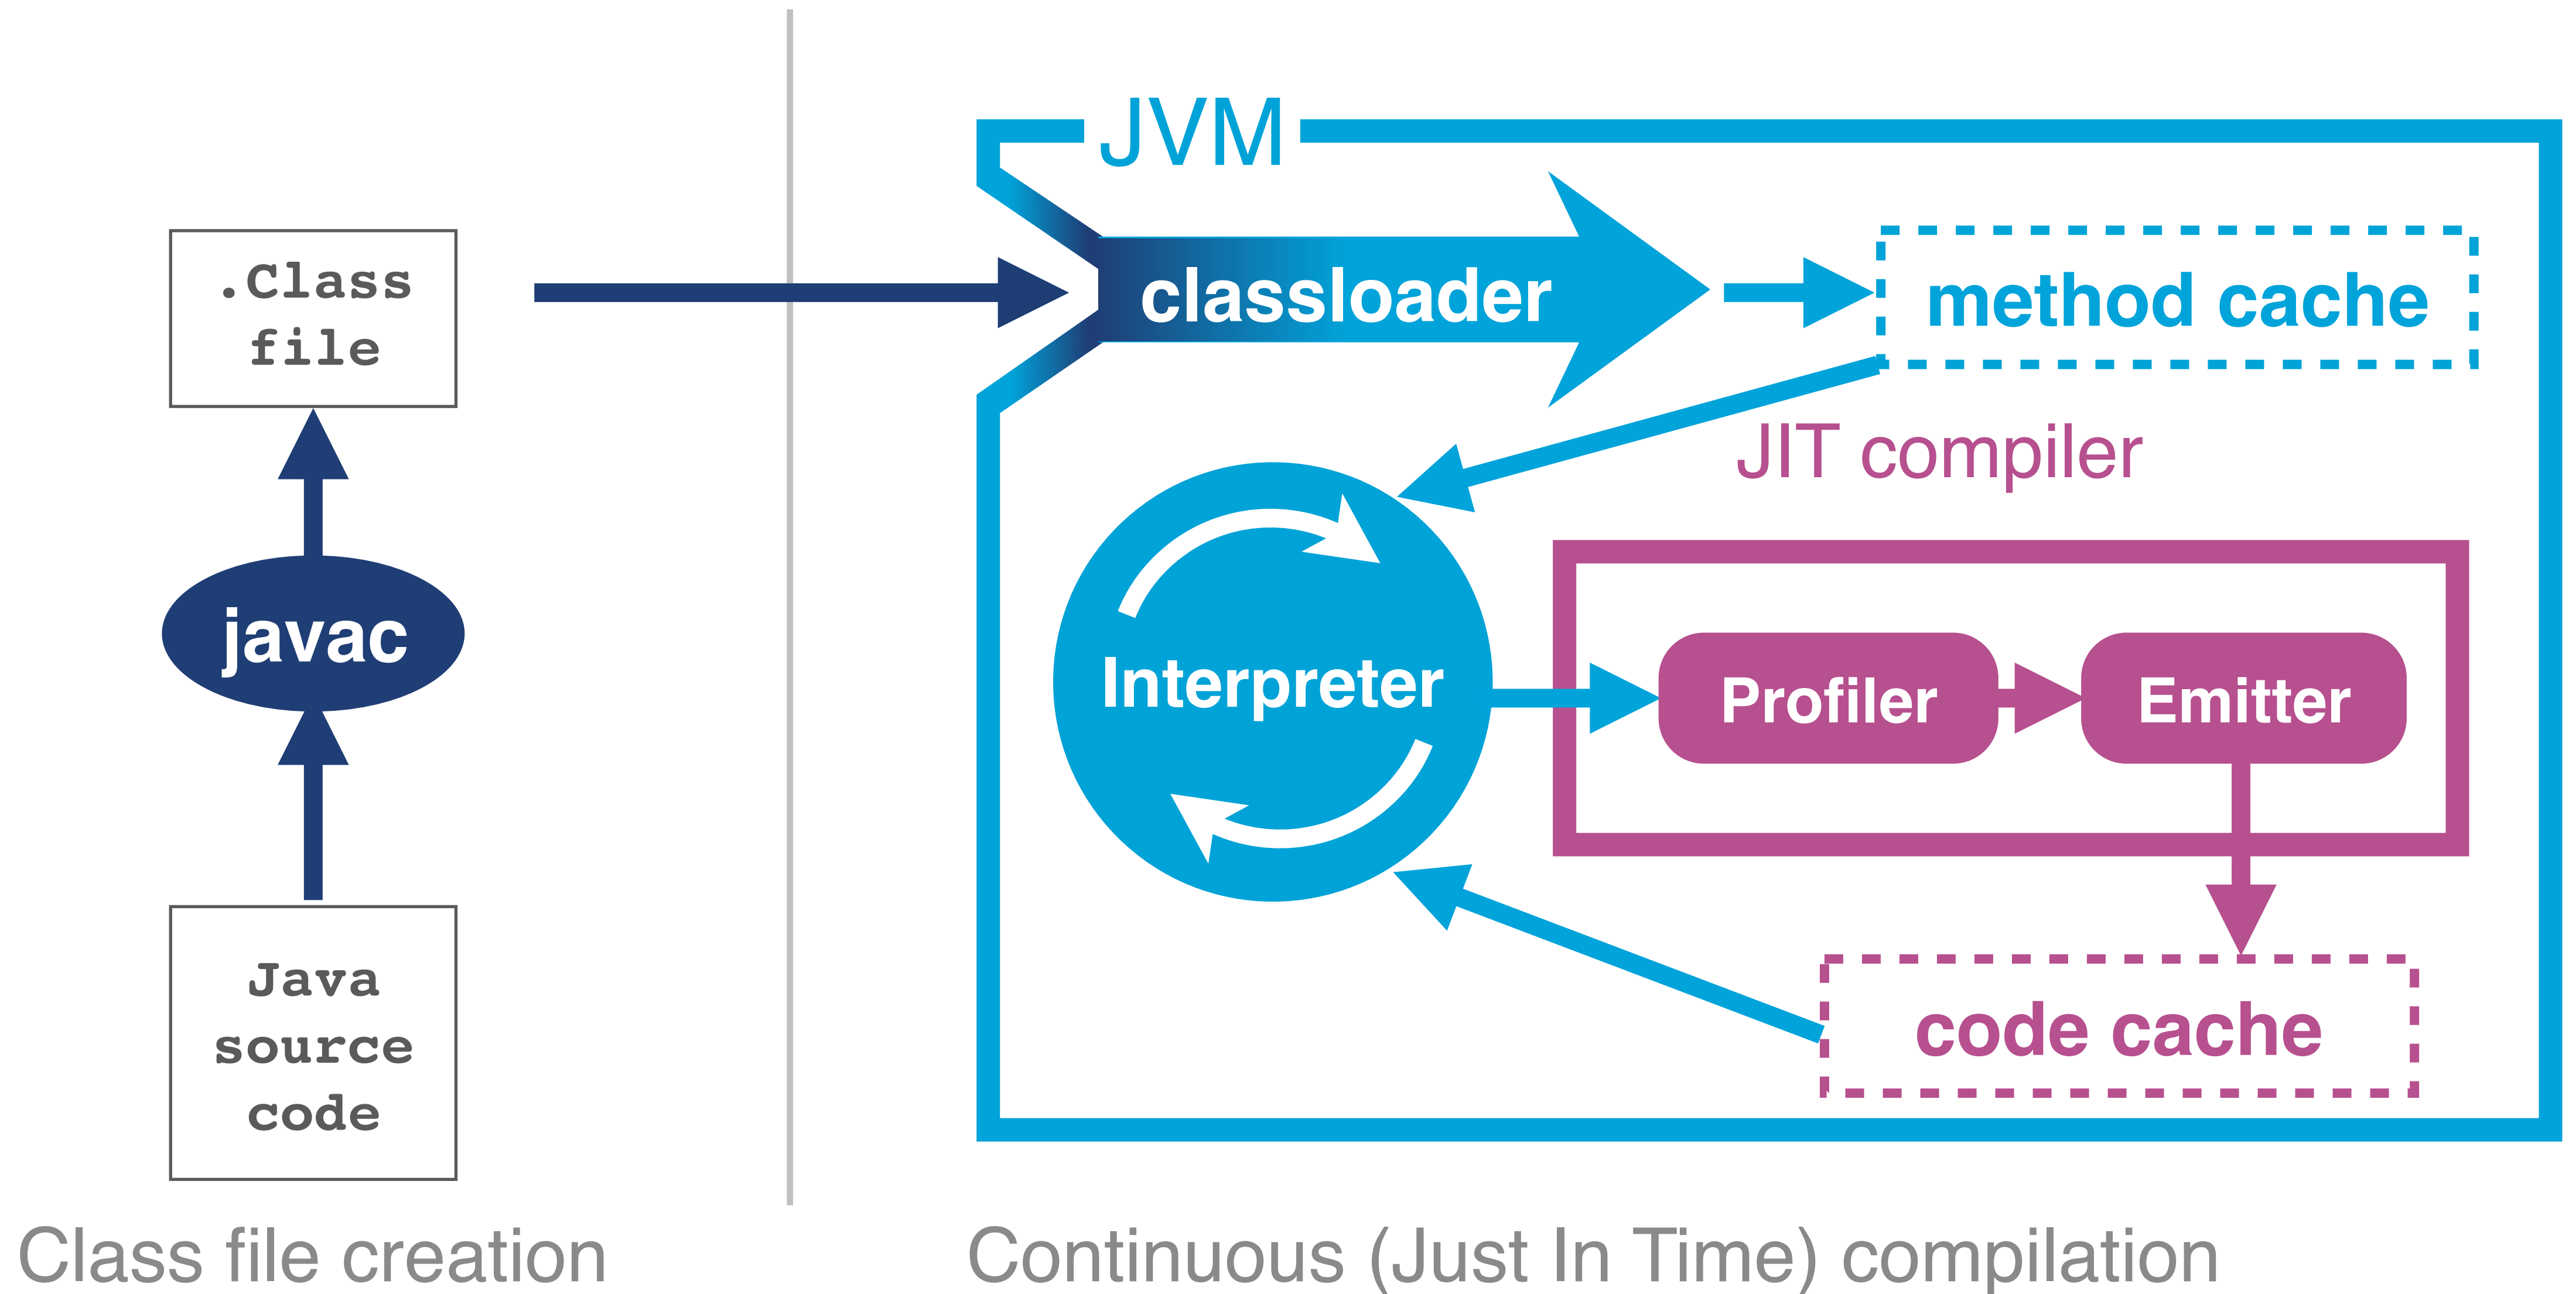 .Class
file
javac
Java
source
code
Class file creation
JVM
classloader
method cache
JIT compiler
Interpreter
Profiler
Emitter
code cache
Continuous (Just In Time) compilation